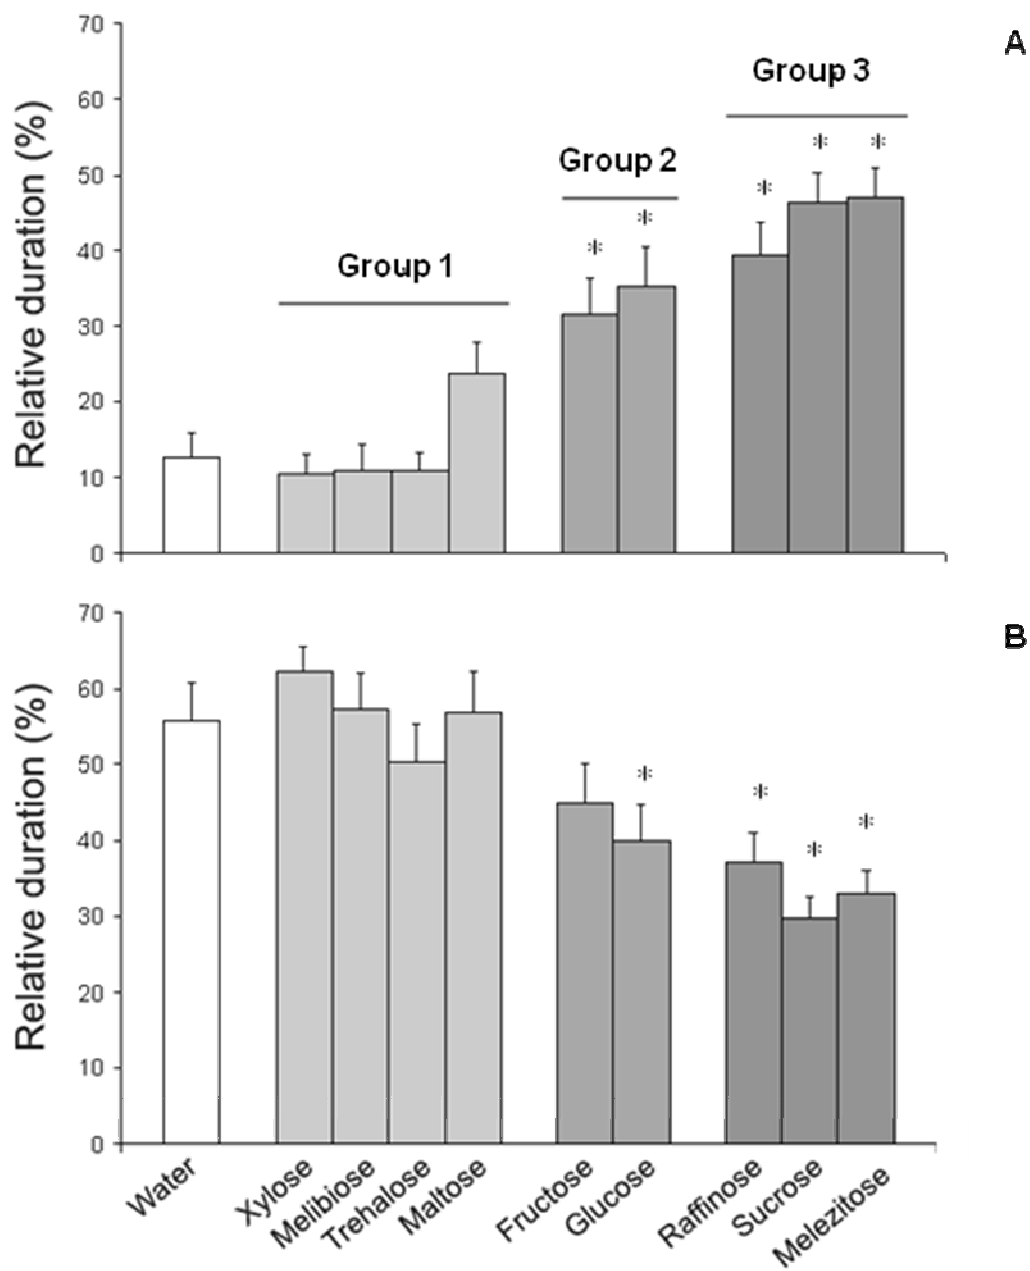 A
Relative duration (%)
70
60
50
40
30
20
10
0
Group 1
Group 2
Group 3
*
*
*
*
*
B
Relative duration (%)
70
60
50
40
30
20
10
0
*
*
*
*
Water
Xylose
Melibiose
Trehalose
Maltose
Fructose
Glucose
Raffinose
Sucrose
Melezitose